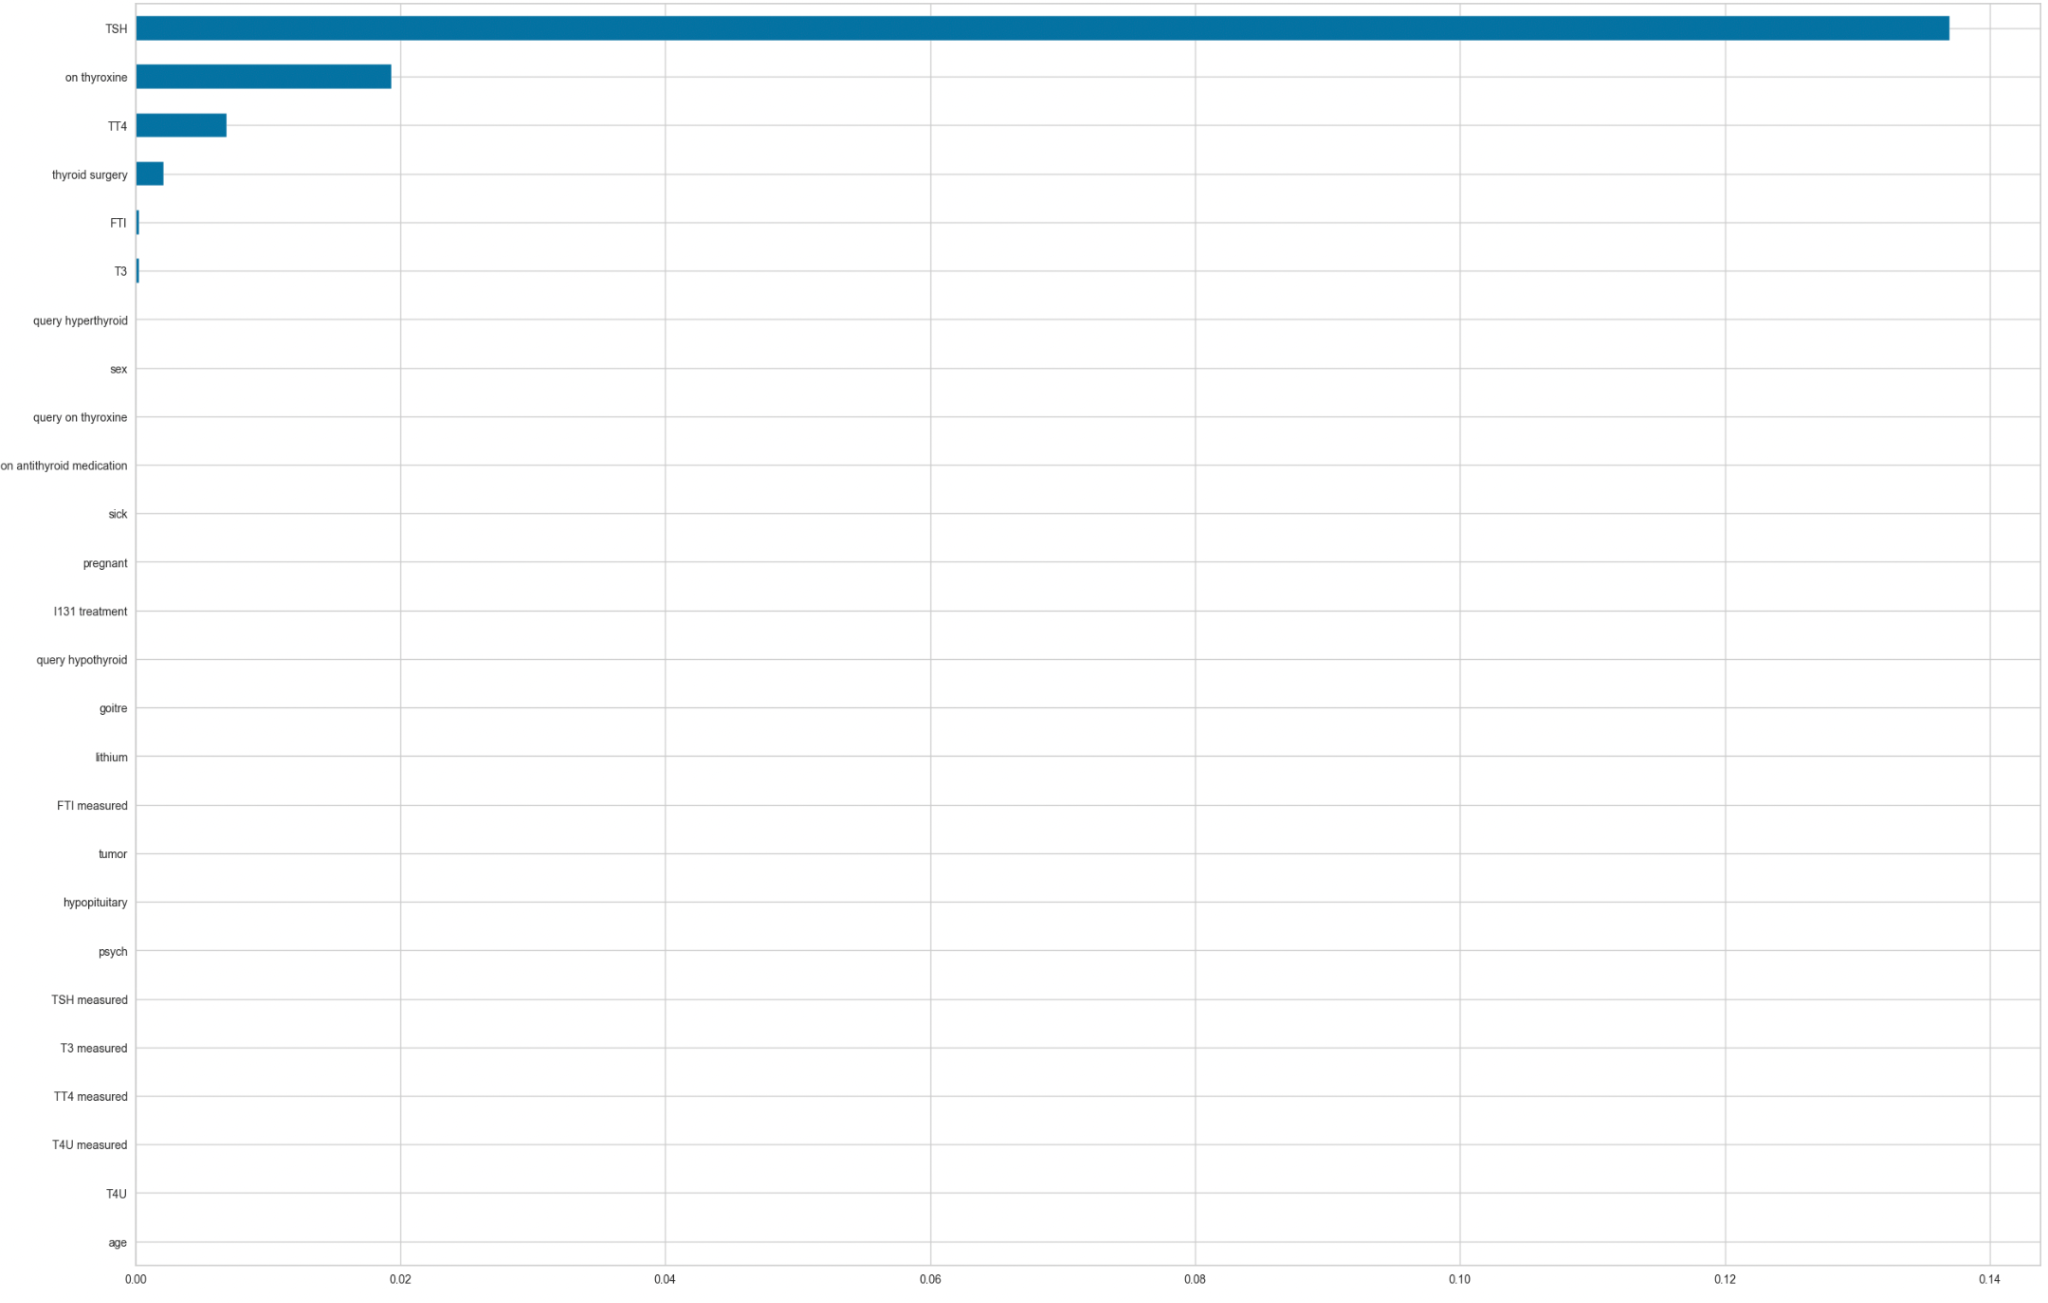 TSH
on thyroxine
TT4
thyroid surgery
FTI
T3
query hyperthyroid
sex
query on thyroxine
on antithyroid medication
sick
pregnant
I131 treatment
query hypothyroid
goitre
lithium
FTI measured
tumor
hypopituitary
psych
TSH measured
T3 measured
TT4 measured
T4U measured
T4U
age
0.00 0.02 0.04 0.06 0.08 0.10 0.12 0.14